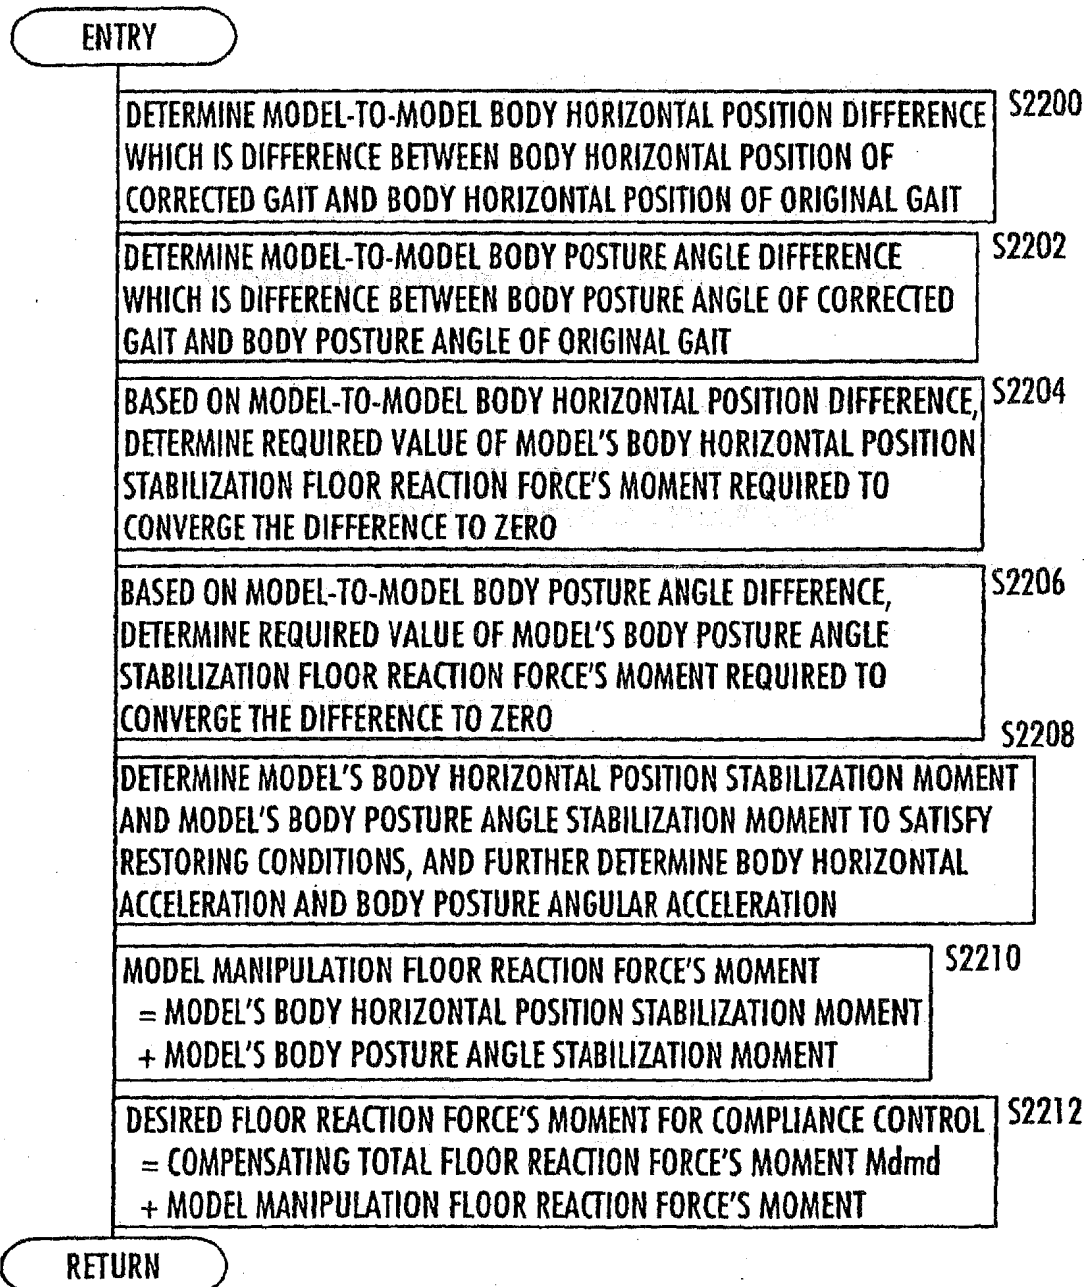 ENTRY
DETERMINE MODEL-TO-MODEL BODY HORIZONTAL POSITION DIFFERENCE
WHICH IS DIFFERENCE BETWEEN BODY HORIZONTAL POSITION OF
CORRECTED GAIT AND BODY HORIZONTAL POSITION OF ORIGINAL GAIT
S2200
DETERMINE MODEL-TO-MODEL BODY POSTURE ANGLE DIFFERENCE
WHICH IS DIFFERENCE BETWEEN BODY POSTURE ANGLE OF CORRECTED
GAIT AND BODY POSTURE ANGLE OF ORIGINAL GAIT
S2202
BASED ON MODEL-TO-MODEL BODY HORIZONTAL POSITION DIFFERENCE,
DETERMINE REQUIRED VALUE OF MODEL'S BODY HORIZONTAL POSITION
STABILIZATION FLOOR REACTION FORCE'S MOMENT REQUIRED TO
CONVERGE THE DIFFERENCE TO ZERO
S2204
BASED ON MODEL-TO-MODEL BODY POSTURE ANGLE DIFFERENCE,
DETERMINE REQUIRED VALUE OF MODEL'S BODY POSTURE ANGLE
STABILIZATION FLOOR REACTION FORCE'S MOMENT REQUIRED TO
CONVERGE THE DIFFERENCE TO ZERO
S2206
S2208
DETERMINE MODEL'S BODY HORIZONTAL POSITION STABILIZATION MOMENT
AND MODEL'S BODY POSTURE ANGLE STABILIZATION MOMENT TO SATISFY
RESTORING CONDITIONS, AND FURTHER DETERMINE BODY HORIZONTAL
ACCELERATION AND BODY POSTURE ANGULAR ACCELERATION
MODEL MANIPULATION FLOOR REACTION FORCE'S MOMENT
= MODEL'S BODY HORIZONTAL POSITION STABILIZATION MOMENT
+ MODEL'S BODY POSTURE ANGLE STABILIZATION MOMENT
S2210
DESIRED FLOOR REACTION FORCE'S MOMENT FOR COMPLIANCE CONTROL
= COMPENSATING TOTAL FLOOR REACTION FORCE'S MOMENT Mdmd
+ MODEL MANIPULATION FLOOR REACTION FORCE'S MOMENT
S2212
RETURN